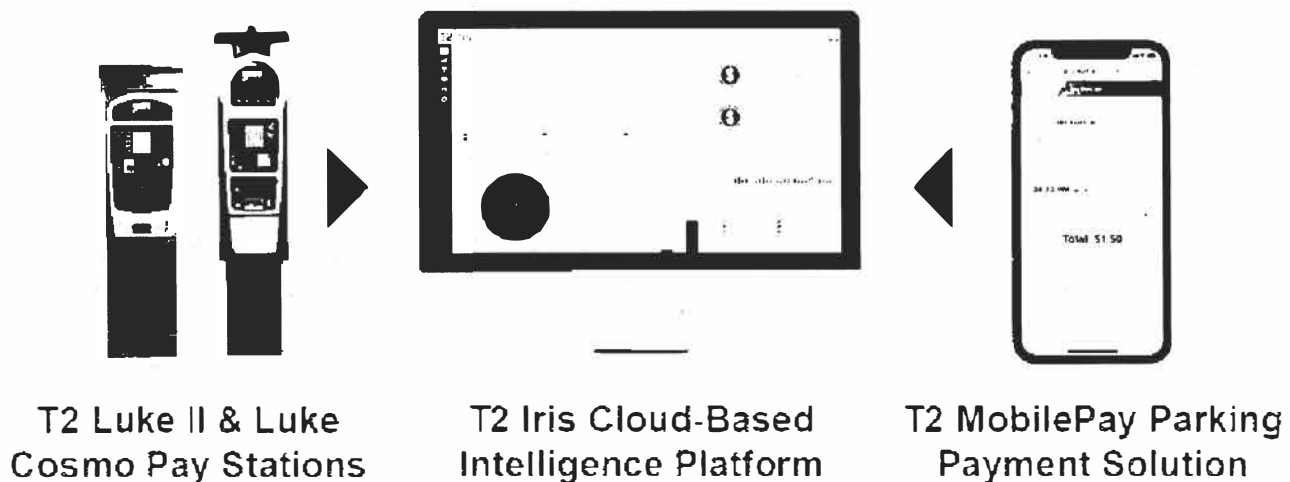 Total $1.50
T2 Luke II & Luke
Cosmo Pay Stations
T2 Iris Cloud-Based
Intelligence Platform
T2 MobilePay Parking
Payment Solution